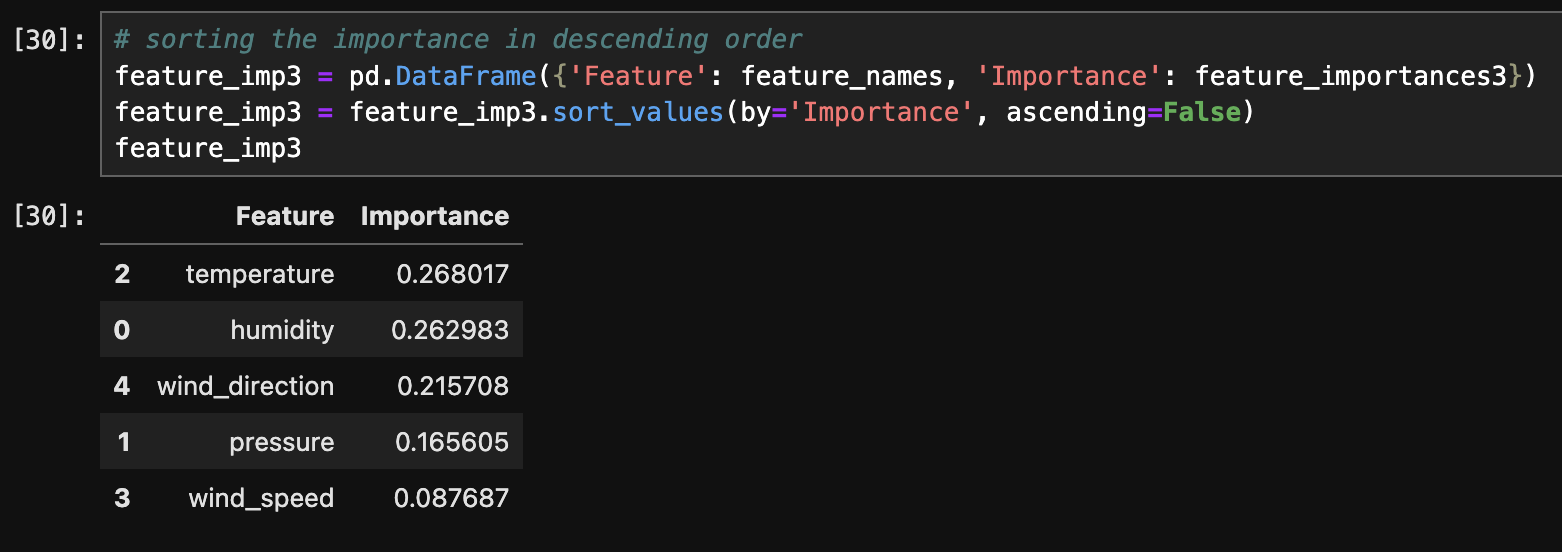 [30]: # sorting the importance in descending order
feature_imp3 = pd.DataFrame({'Feature': feature_names, 'Importance': feature_importances3})
feature_imp3 = feature_imp3.sort_values(by='Importance', ascending=False)
feature_imp3
[30]: Feature Importance
2 temperature 0.268017
0 humidity 0.262983
4 wind_direction 0.215708
1 pressure 0.165605
3 wind_speed 0.087687